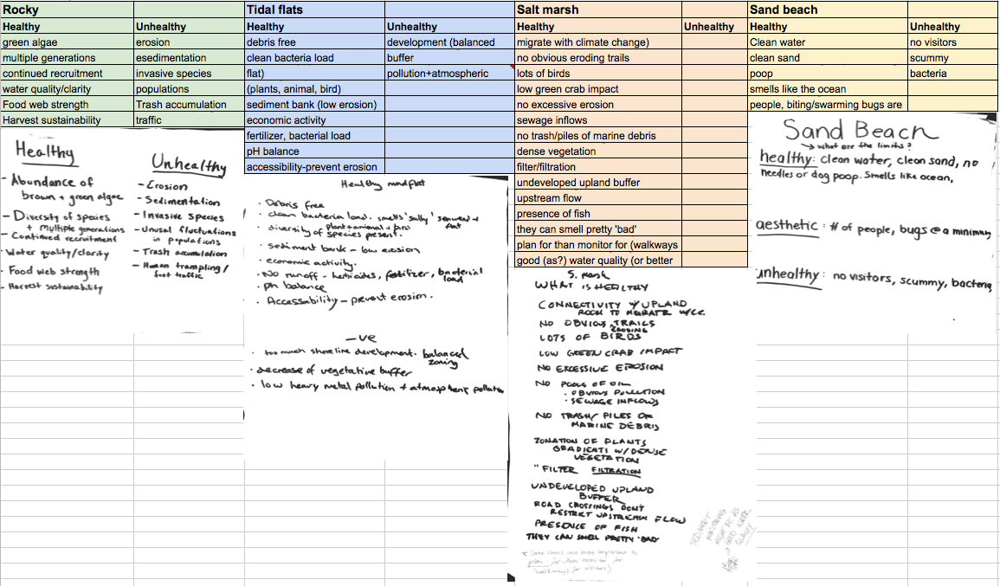 Rocky
Healthy Unhealthy
green algae erosion
multiple generations esedimentation
continued recruitment invasive species
water quality/clarity populations
Food web strength Trash accumulation
Harvest sustainability traffic
Healthy
- Abundance of
brown + green algae
- Diversity of species
+ Multiple generations
- Continued recruitment
- Water quality/clarity
- Food web strength
- Harvest sustainability
Unhealthy
- Erosion
- Sedimentation
- Invasive Species
- Unusal fluctuations
in populations
- Trash accumulation
- Human trampling/
foot traffic
Tidal flats
Healthy Unhealthy
debris free development (balanced
clean bacteria load buffer
flat) pollution+atmospheric
(plants, animal, bird)
sediment bank (low erosion)
economic activity
fertilizer, bacterial load
pH balance
accessibility-prevent erosion
Healthy mudflat
· Debris free
· clean bacteria load. smells 'salty' seaweed +
flat
plant+animal+bird
· diversity of species present.
· sediment bank - low erosion
· economic activity.
· No runoff - herbicides, fertilizer, bacterial
load
· pH balance
· Accessability - prevent erosion.
-ve
· too much shoreline development. balanced
zoning
· decrease of vegetative buffer
· low heavy metal pollution + atmospheric pollution
Salt marsh
Healthy Unhealthy
migrate with climate change)
no obvious eroding trails
lots of birds
low green crab impact
no excessive erosion
sewage inflows
no trash/piles of marine debris
dense vegetation
filter/filtration
undeveloped upland buffer
upstream flow
presence of fish
they can smell pretty 'bad'
plan for than monitor for (walkways
good (as?) water quality (or better
S. Marsh
WHAT IS HEALTHY
CONNECTIVITY W/ UPLAND
ROOM TO MIGRATE W/CC
NO OBVIOUS TRAILS
ERODING
LOTS OF BIRDS
LOW GREEN CRAB IMPACT
NO EXCESSIVE EROSION
NO POOLS OF OIL
· OBVIOUS POLLUTION
· SEWAGE INFLOWS
NO TRASH/ PILES OF
MARINE DEBRIS
ZONATION OF PLANTS
GRADIENTS W/DENSE
VEGETATION
"FILTER FILTRATION
UNDEVELOPED UPLAND
BUFFER
ROAD CROSSINGS DON'T
RESTRICT UPSTREAM FLOW
PRESENCE OF FISH
THEY CAN SMELL PRETTY 'BAD'
* Some items are more important to
plan for than monitor for
(walkways for visitors)
SEDIMENT
MONITORING
MIGHT BE AS
GOOD WATER
QUALITY
Sand beach
Healthy Unhealthy
Clean water no visitors
clean sand scummy
poop bacteria
smells like the ocean
people, biting/swarming bugs are
Sand Beach
→ what are the limits?
healthy: clean water, clean sand, no
needles or dog poop. Smells like ocean,
aesthetic: # of people, bugs @ a minimum
unhealthy: no visitors, scummy, bacteria